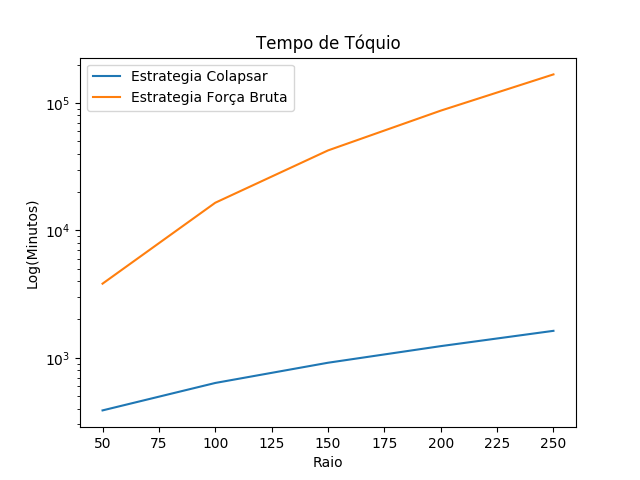 Tempo de Tóquio
Estrategia Colapsar
Estrategia Força Bruta
10^5
10^4
10^3
Log(Minutos)
50 75 100 125 150 175 200 225 250
Raio